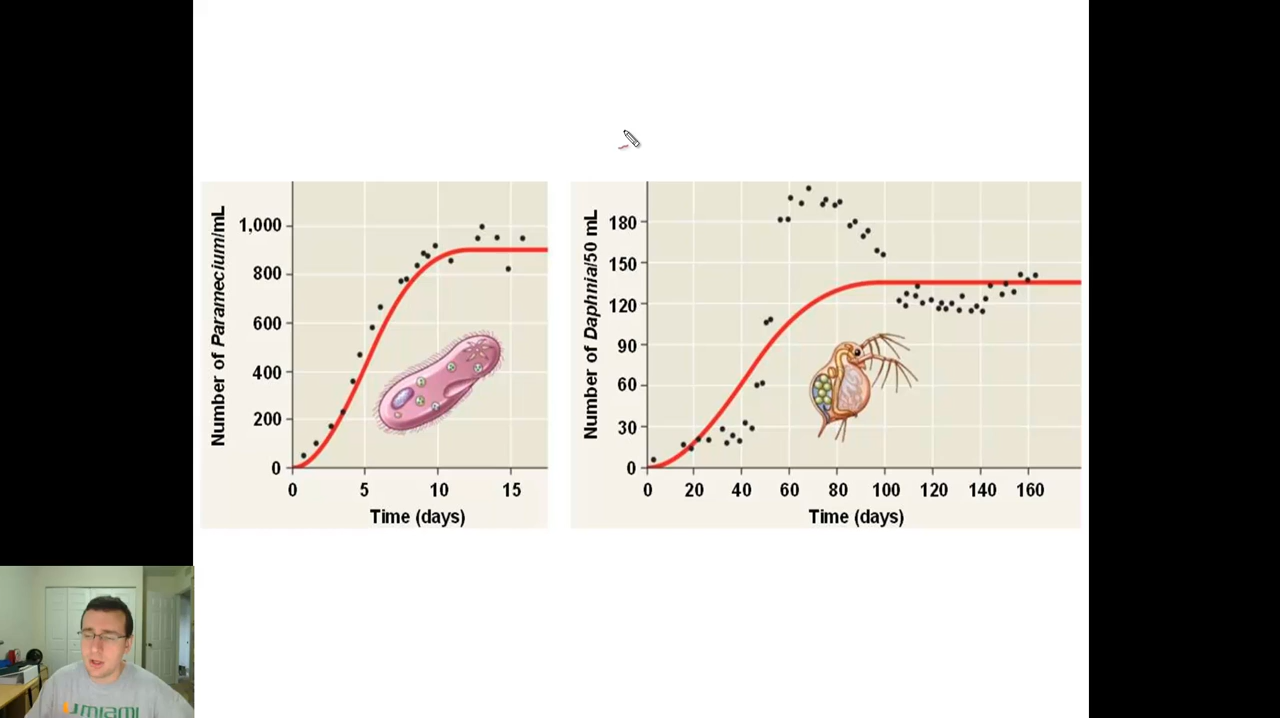 Number of Paramecium/mL
1,000
800
600
400
200
0
0 5 10 15
Time (days)
Number of Daphnia/50 mL
180
150
120
90
60
30
0
0 20 40 60 80 100 120 140 160
Time (days)
UMIAMI